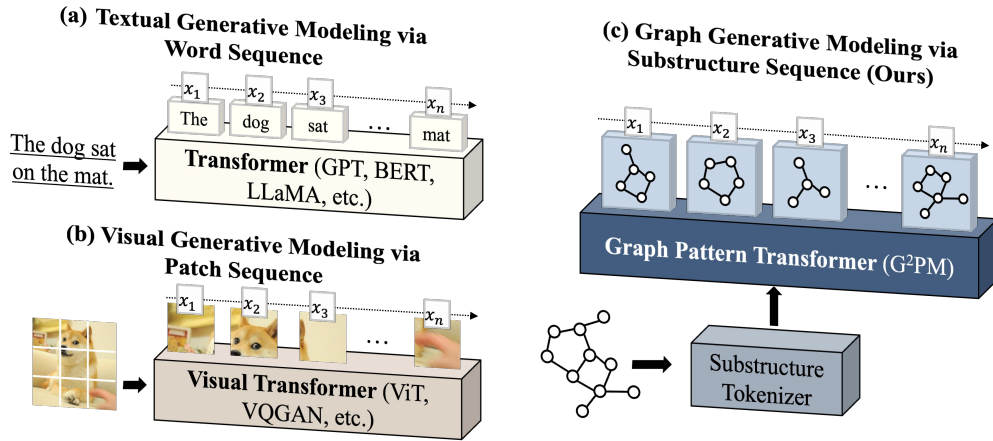 (a) Textual Generative Modeling via
Word Sequence
x₁ x₂ x₃ xₙ
The dog sat … mat
The dog sat
on the mat.
Transformer (GPT, BERT,
LLaMA, etc.)
(b) Visual Generative Modeling via
Patch Sequence
x₁ x₂ x₃ xₙ
…
Visual Transformer (ViT,
VQGAN, etc.)
(c) Graph Generative Modeling via
Substructure Sequence (Ours)
x₁ x₂ x₃ xₙ
…
Graph Pattern Transformer (G²PM)
Substructure
Tokenizer